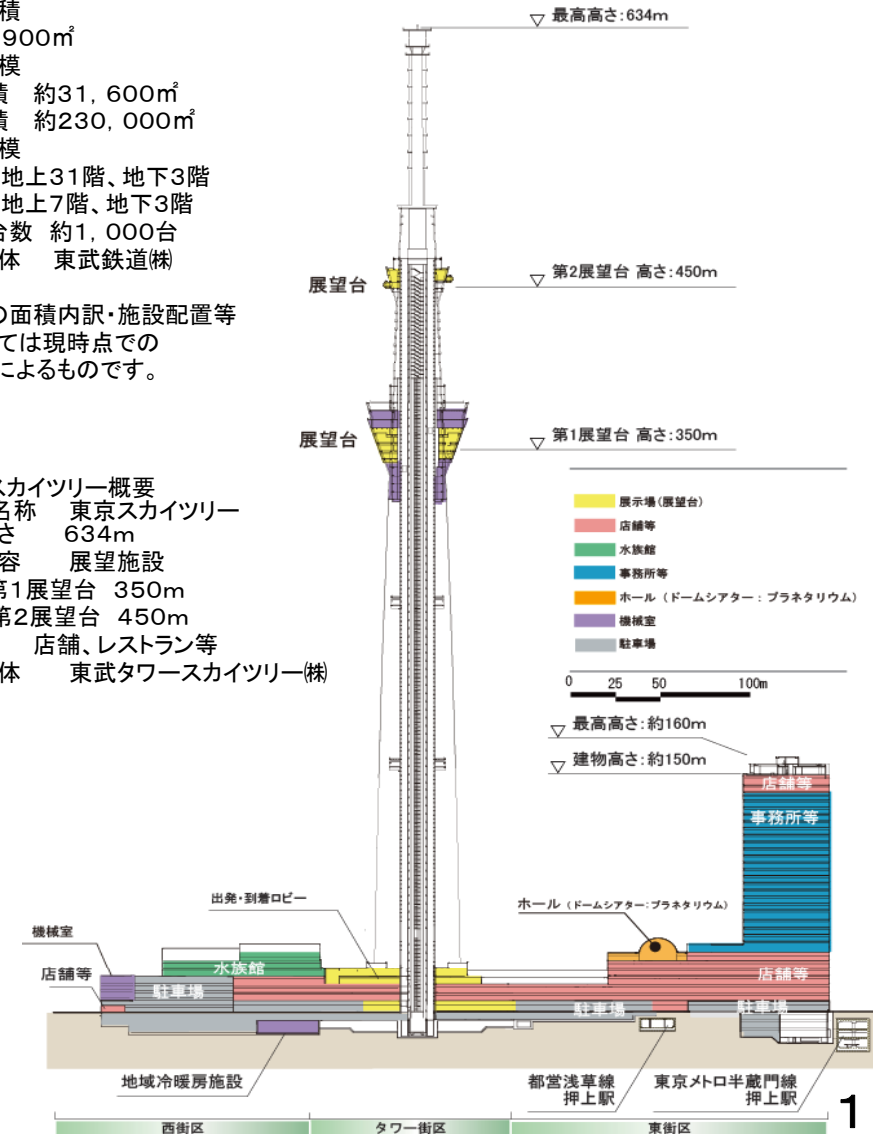 積
900㎡
模
積 約31,600㎡
積 約230,000㎡
模
地上31階、地下3階
地上7階、地下3階
台数 約1,000台
体 東武鉄道㈱
の面積内訳・施設配置等
ては現時点での
によるものです。
スカイツリー概要
名称 東京スカイツリー
さ 634m
容 展望施設
第1展望台 350m
第2展望台 450m
店舗、レストラン等
体 東武タワースカイツリー㈱
最高高さ:634m
展望台
第2展望台 高さ:450m
展望台
第1展望台 高さ:350m
展示場(展望台)
店舗等
水族館
事務所等
ホール(ドームシアター:プラネタリウム)
機械室
駐車場
0 25 50 100m
最高高さ:約160m
建物高さ:約150m
店舗等
事務所等
出発・到着ロビー
ホール(ドームシアター:プラネタリウム)
機械室
水族館
店舗等
店舗等
駐車場
駐車場
駐車場
地域冷暖房施設
都営浅草線
押上駅
東京メトロ半蔵門線
押上駅
西街区
タワー街区
東街区
1